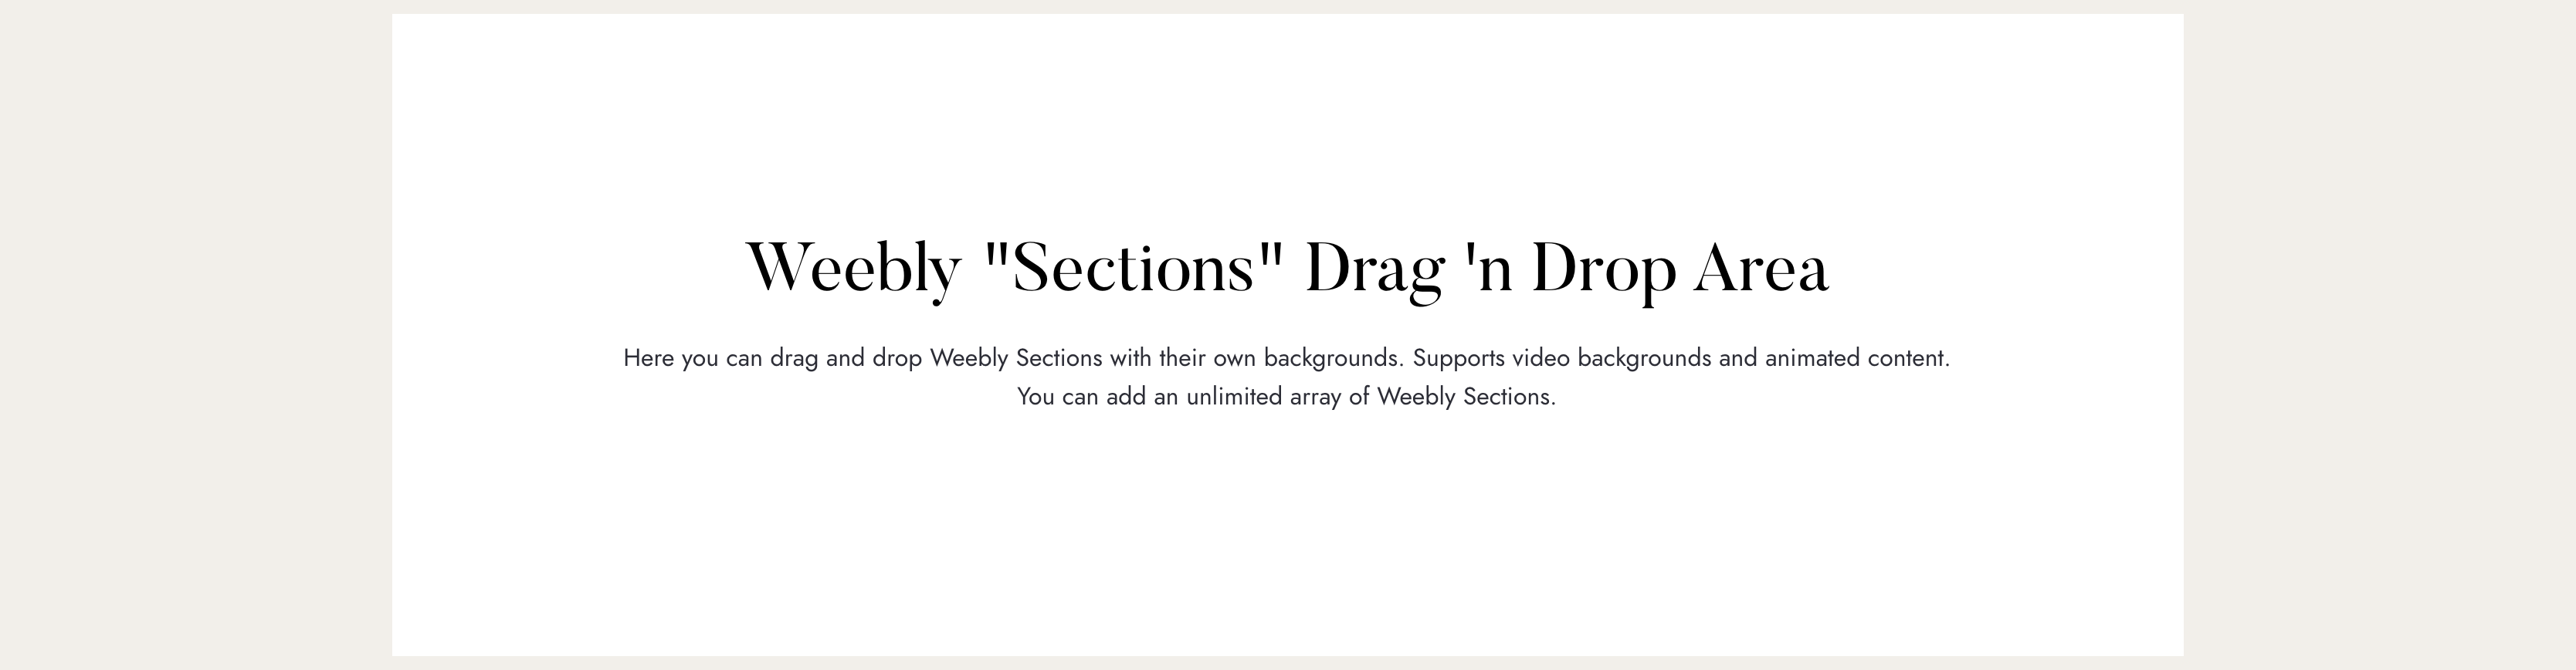 Weebly "Sections" Drag 'n Drop Area
Here you can drag and drop Weebly Sections with their own backgrounds. Supports video backgrounds and animated content.
You can add an unlimited array of Weebly Sections.